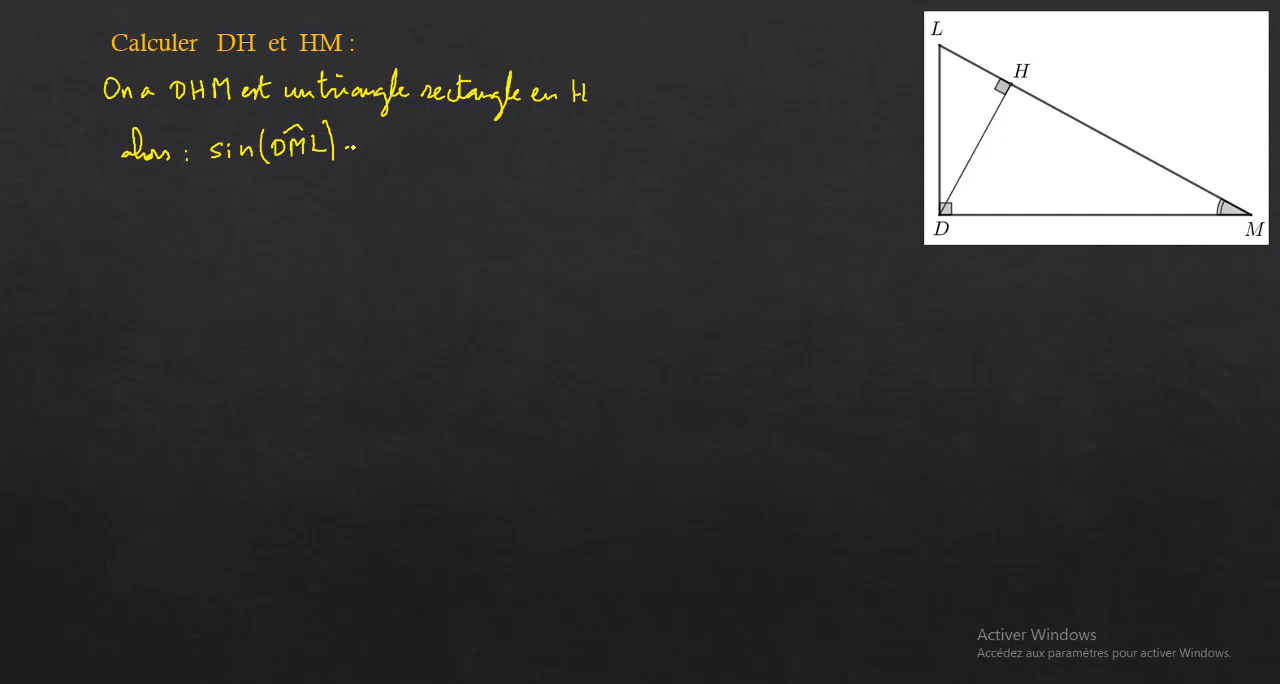 Calculer DH et HM :
On a DHM est un triangle rectangle en H
alors : sin(DM̂L) =
L
H
D
M
Activer Windows
Accédez aux paramètres pour activer Windows.